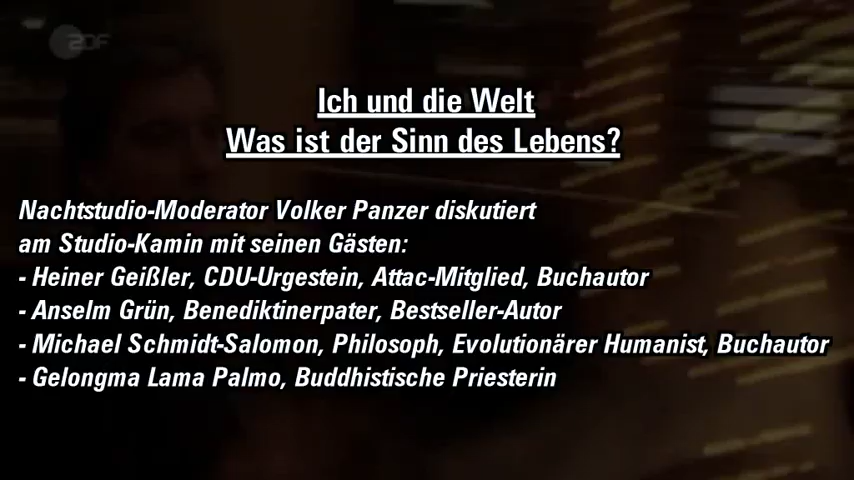 ZDF
Ich und die Welt
Was ist der Sinn des Lebens?
Nachtstudio-Moderator Volker Panzer diskutiert
am Studio-Kamin mit seinen Gästen:
- Heiner Geißler, CDU-Urgestein, Attac-Mitglied, Buchautor
- Anselm Grün, Benediktinerpater, Bestseller-Autor
- Michael Schmidt-Salomon, Philosoph, Evolutionärer Humanist, Buchautor
- Gelongma Lama Palmo, Buddhistische Priesterin